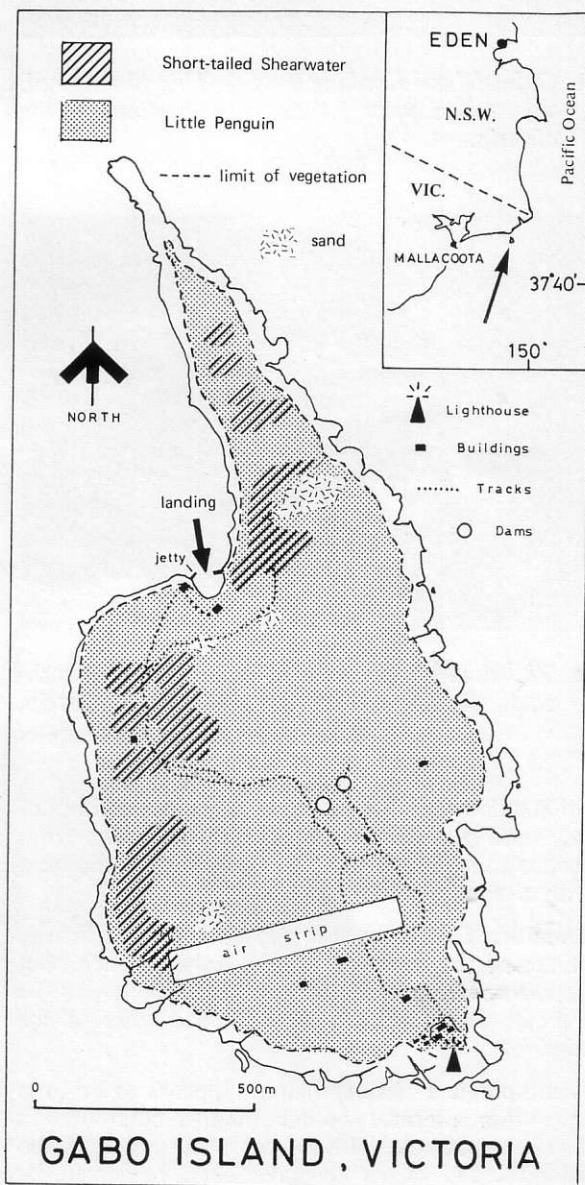 Short-tailed Shearwater
Little Penguin
limit of vegetation
sand
NORTH
EDEN
N.S.W.
Pacific Ocean
VIC.
MALLACOOTA
37°40'
150°
Lighthouse
Buildings
Tracks
Dams
landing
jetty
air strip
0 500m
GABO ISLAND, VICTORIA